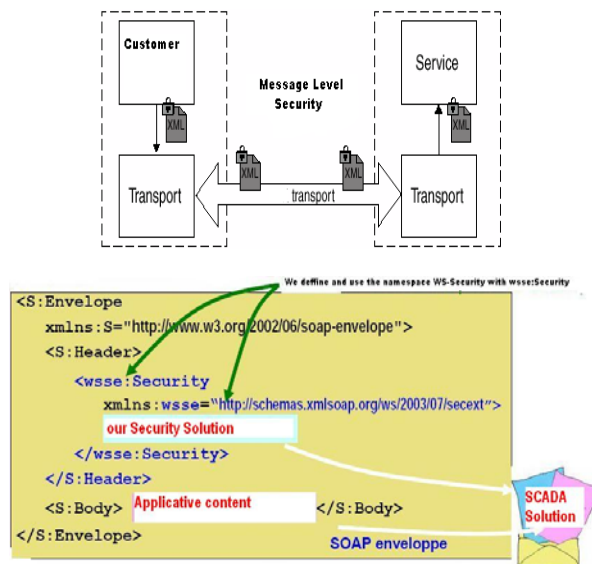 Customer
Service
Message Level
Security
XML
XML
XML
XML
Transport
transport
Transport
We deffine and use the namespace WS-Security with wsse:Security
<S:Envelope
xmlns:S="http://www.w3.org/2002/06/soap-envelope">
<S:Header>
<wsse:Security
xmlns:wsse="http://schemas.xmlsoap.org/ws/2003/07/secext">
our Security Solution
</wsse:Security>
</S:Header>
<S:Body> Applicative content </S:Body>
</S:Envelope>
SOAP enveloppe
SCADA
Solution